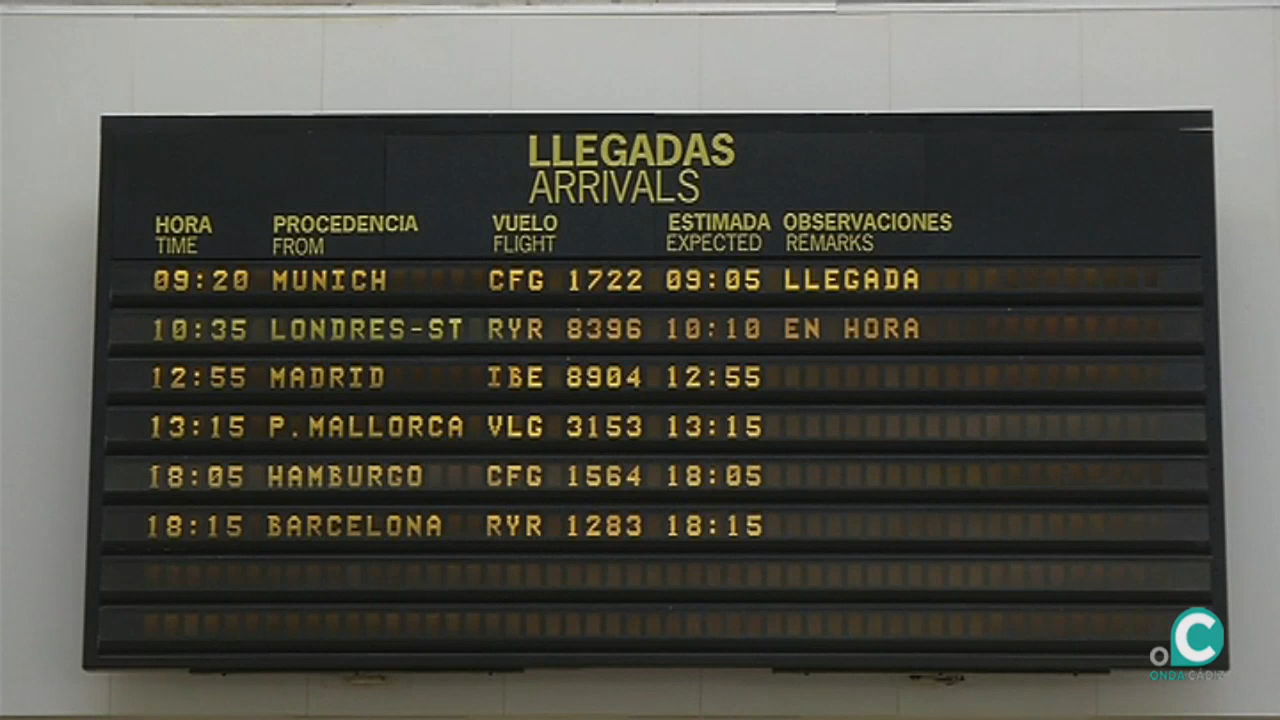 LLEGADAS
ARRIVALS
HORA PROCEDENCIA VUELO ESTIMADA OBSERVACIONES
TIME FROM FLIGHT EXPECTED REMARKS
09:20 MUNICH CFG 1722 09:05 LLEGADA
10:35 LONDRES-ST RYR 8396 10:10 EN HORA
12:55 MADRID IBE 8904 12:55
13:15 P.MALLORCA VLG 3153 13:15
18:05 HAMBURGO CFG 1564 18:05
18:15 BARCELONA RYR 1283 18:15
OC
ONDA CÁDIZ